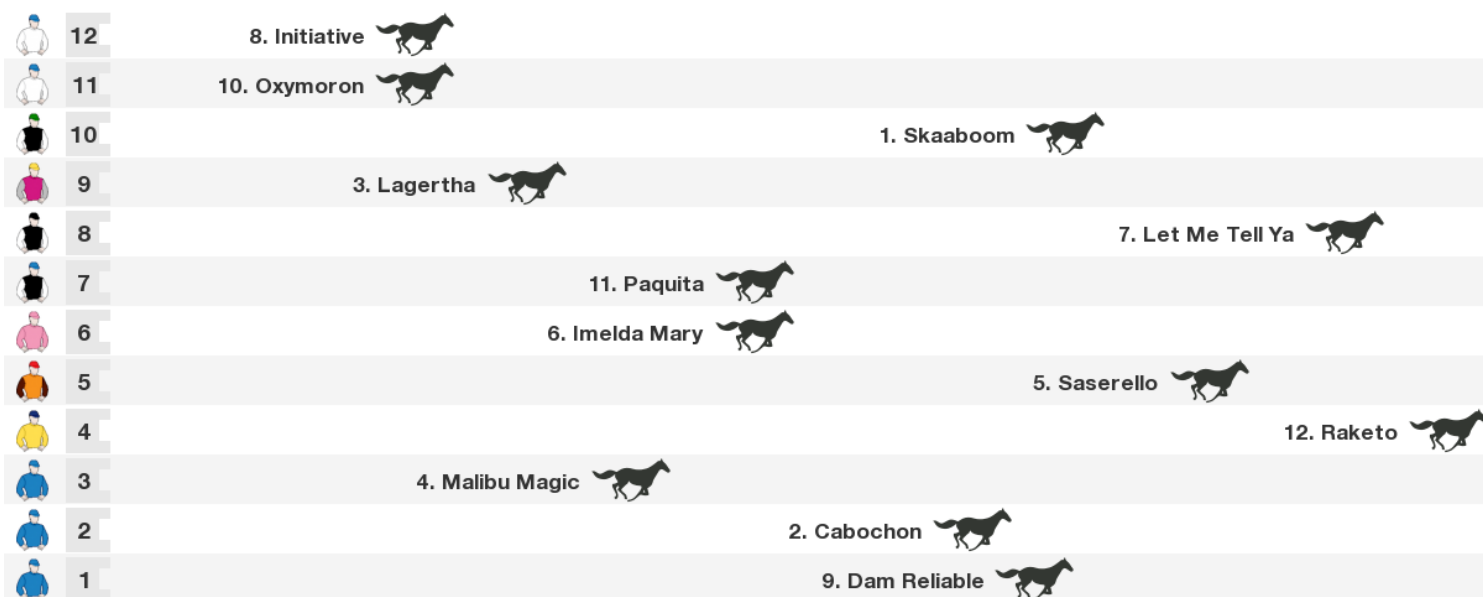 12 8. Initiative
11 10. Oxymoron
10 1. Skaaboom
9 3. Lagertha
8 7. Let Me Tell Ya
7 11. Paquita
6 6. Imelda Mary
5 5. Saserello
4 12. Raketo
3 4. Malibu Magic
2 2. Cabochon
1 9. Dam Reliable